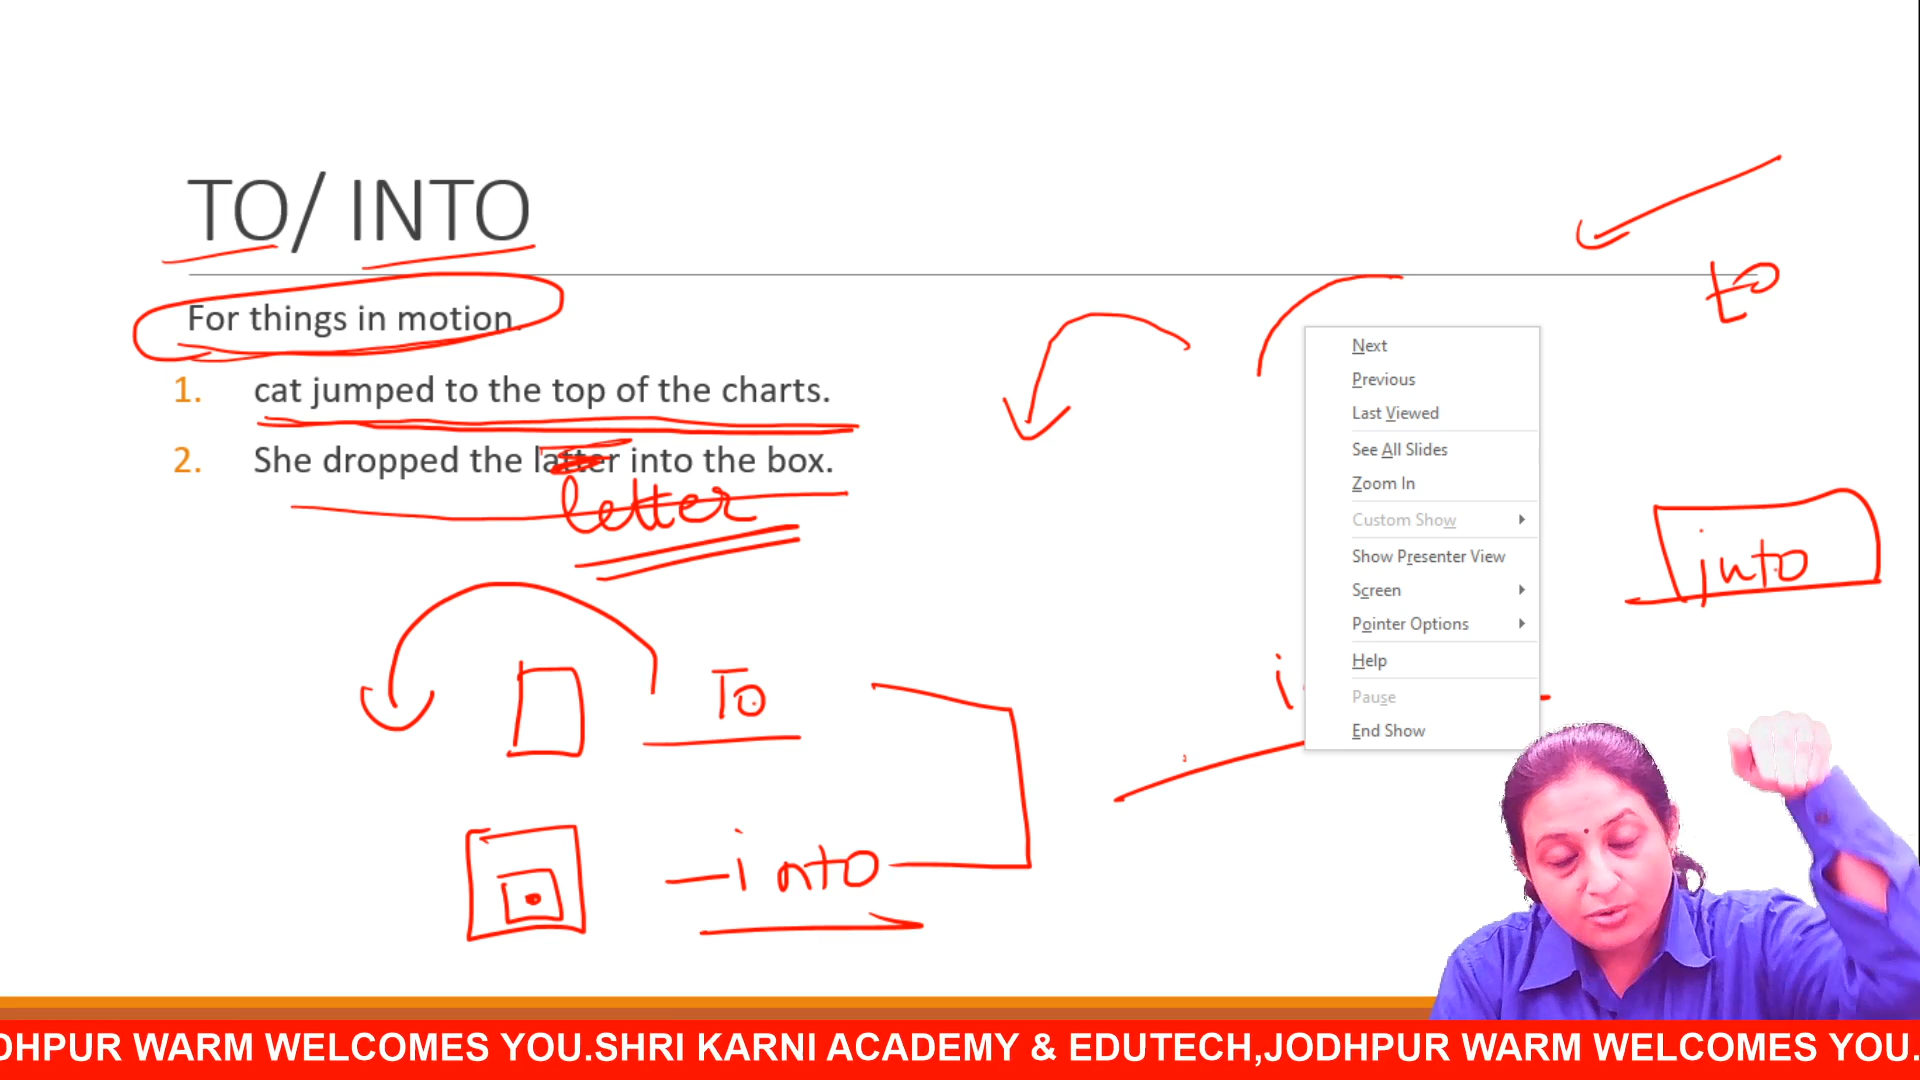 TO/ INTO
to
For things in motion.
1. cat jumped to the top of the charts.
2. She dropped the latter into the box.
letter
Next
Previous
Last Viewed
See All Slides
Zoom In
Custom Show
Show Presenter View
Screen
Pointer Options
Help
Pause
End Show
into
To
into
ODHPUR WARM WELCOMES YOU.SHRI KARNI ACADEMY & EDUTECH,JODHPUR WARM WELCOMES YOU.